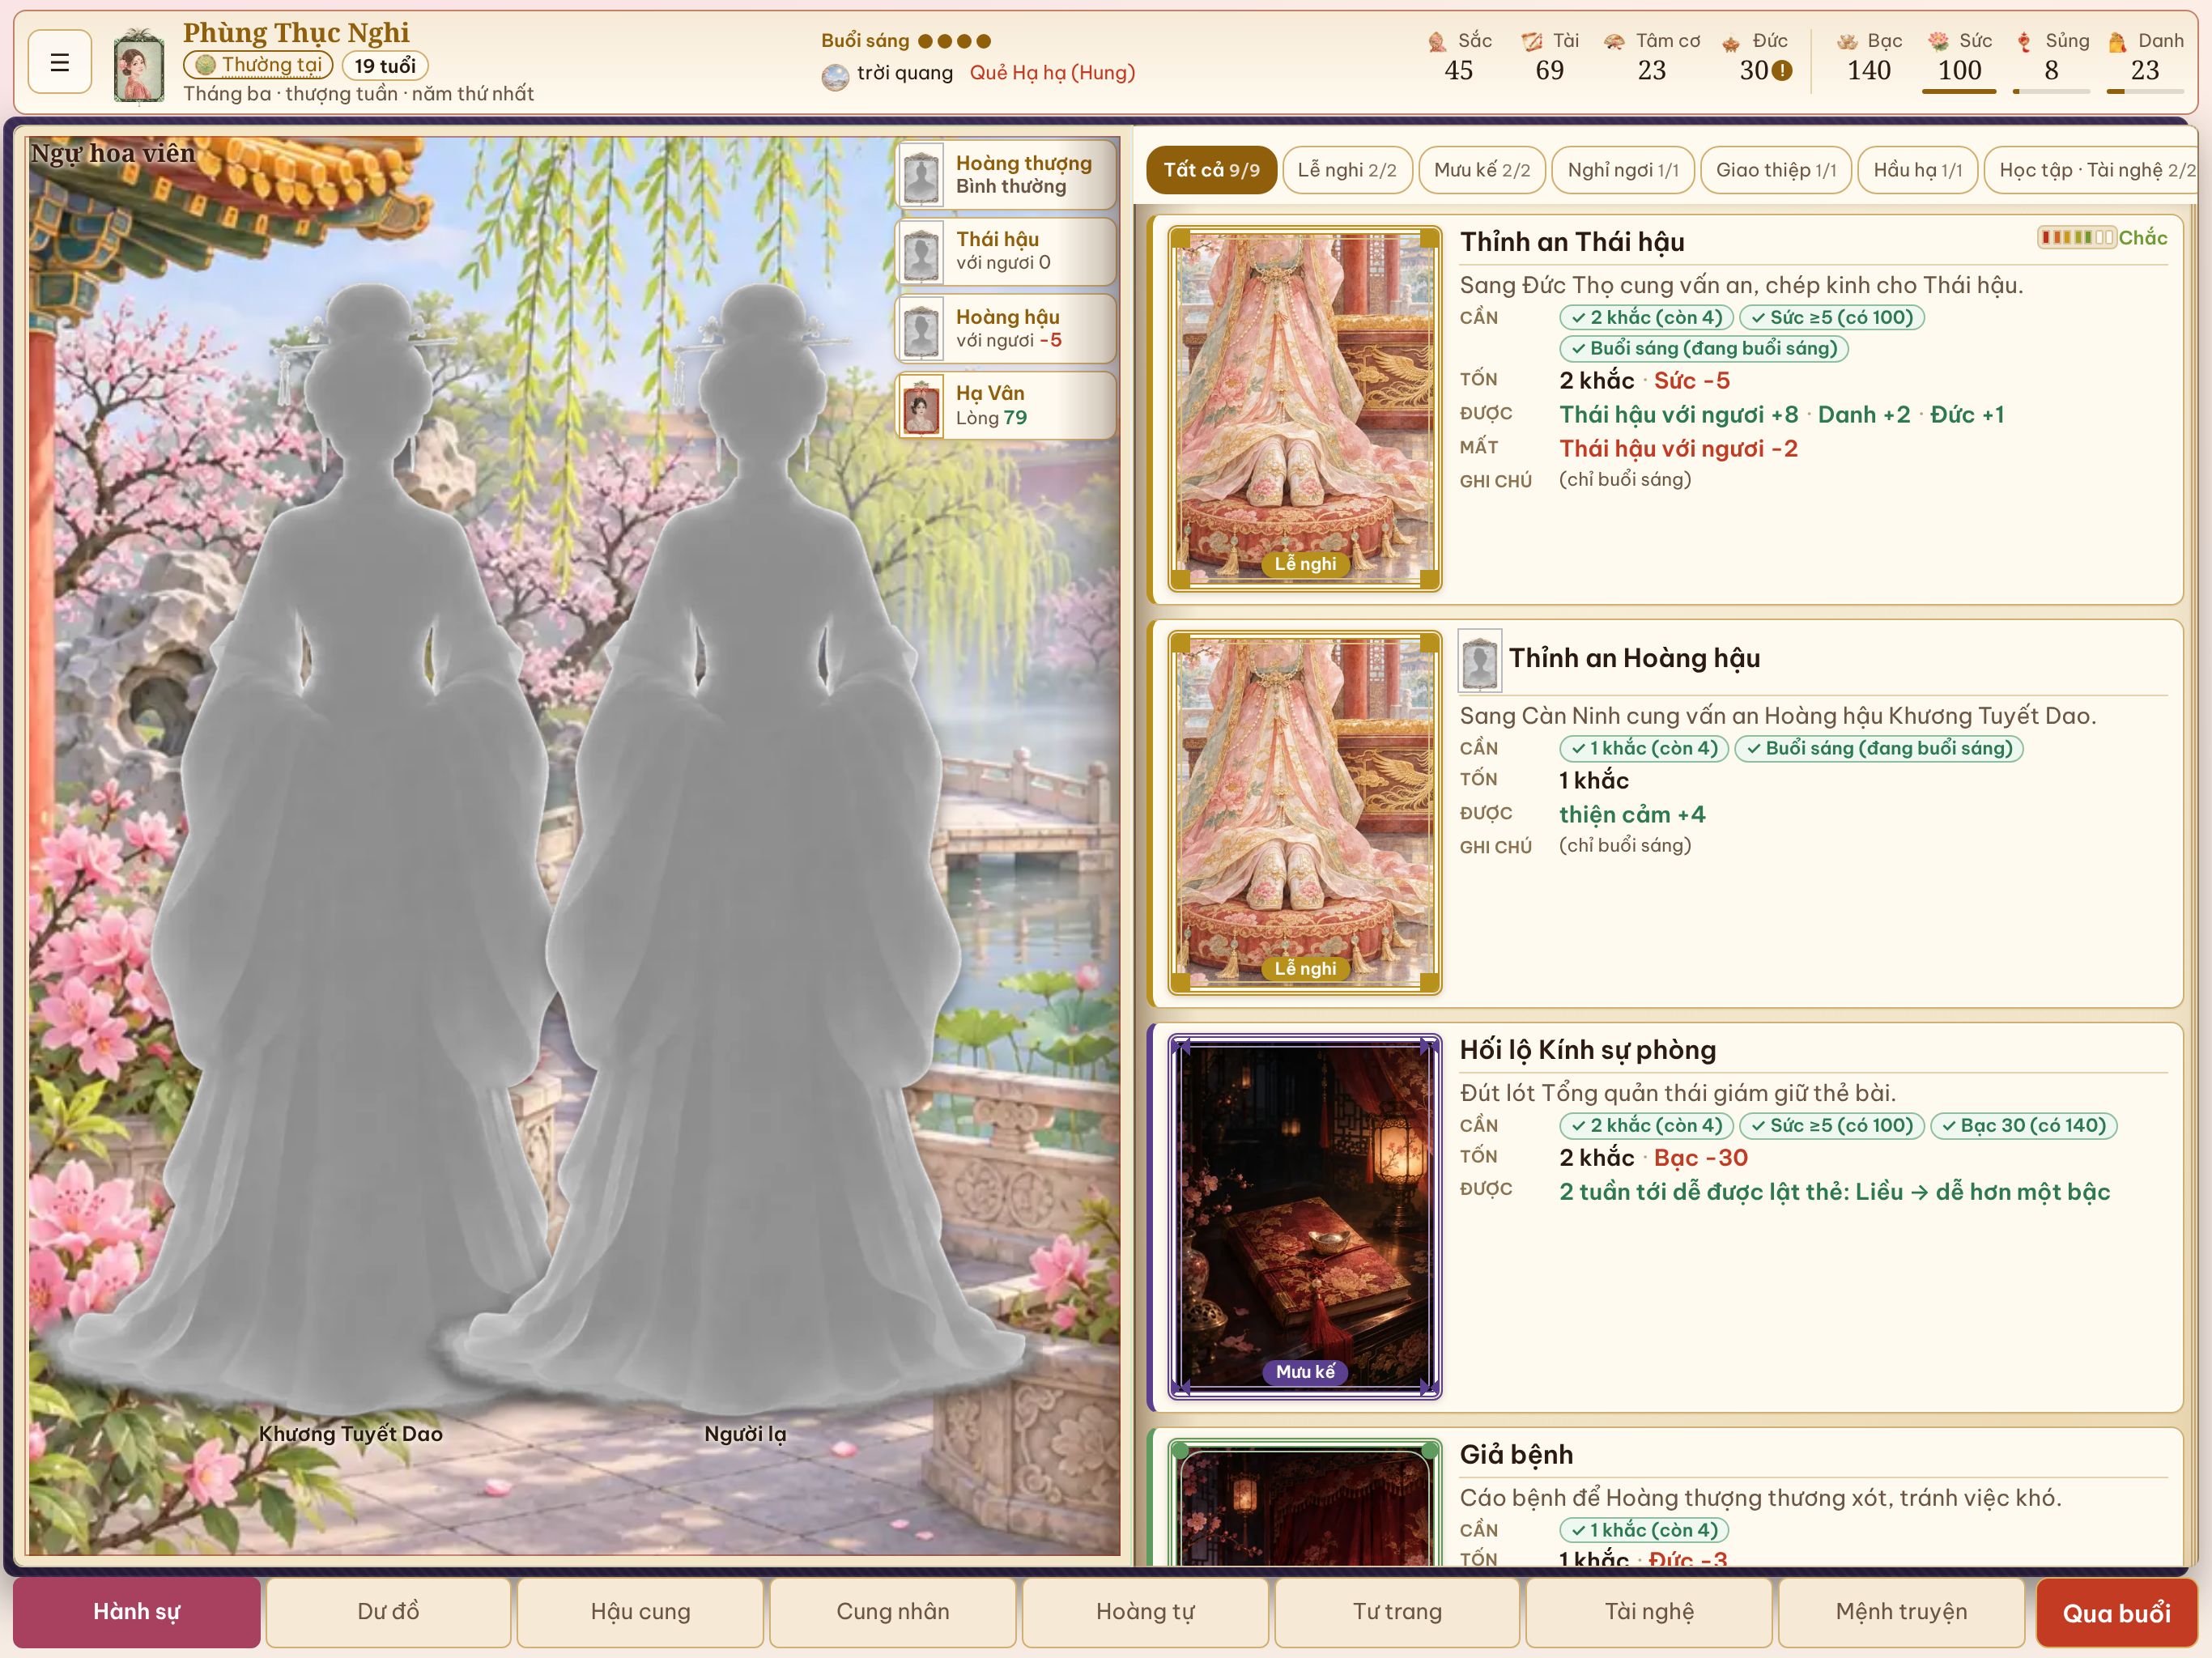 ☰
Phùng Thục Nghi
Thường tại
19 tuổi
Tháng ba · thượng tuần · năm thứ nhất
Buổi sáng
trời quang Quẻ Hạ hạ (Hung)
Sắc 45
Tài 69
Tâm cơ 23
Đức 30 !
Bạc 140
Sức 100
Sủng 8
Danh 23
Ngự hoa viên
Hoàng thượng
Bình thường
Thái hậu
với ngươi 0
Hoàng hậu
với ngươi -5
Hạ Vân
Lòng 79
Khương Tuyết Dao
Người lạ
Tất cả 9/9
Lễ nghi 2/2
Mưu kế 2/2
Nghỉ ngơi 1/1
Giao thiệp 1/1
Hầu hạ 1/1
Học tập · Tài nghệ 2/2
Lễ nghi
Thỉnh an Thái hậu
Chắc
Sang Đức Thọ cung vấn an, chép kinh cho Thái hậu.
CẦN ✓ 2 khắc (còn 4) ✓ Sức ≥5 (có 100)
✓ Buổi sáng (đang buổi sáng)
TỐN 2 khắc · Sức -5
ĐƯỢC Thái hậu với ngươi +8 · Danh +2 · Đức +1
MẤT Thái hậu với ngươi -2
GHI CHÚ (chỉ buổi sáng)
Lễ nghi
Thỉnh an Hoàng hậu
Sang Càn Ninh cung vấn an Hoàng hậu Khương Tuyết Dao.
CẦN ✓ 1 khắc (còn 4) ✓ Buổi sáng (đang buổi sáng)
TỐN 1 khắc
ĐƯỢC thiện cảm +4
GHI CHÚ (chỉ buổi sáng)
Mưu kế
Hối lộ Kính sự phòng
Đút lót Tổng quản thái giám giữ thẻ bài.
CẦN ✓ 2 khắc (còn 4) ✓ Sức ≥5 (có 100) ✓ Bạc 30 (có 140)
TỐN 2 khắc · Bạc -30
ĐƯỢC 2 tuần tới dễ được lật thẻ: Liều → dễ hơn một bậc
Giả bệnh
Cáo bệnh để Hoàng thượng thương xót, tránh việc khó.
CẦN ✓ 1 khắc (còn 4)
TỐN 1 khắc · Đức -3
Hành sự
Dư đồ
Hậu cung
Cung nhân
Hoàng tự
Tư trang
Tài nghệ
Mệnh truyện
Qua buổi